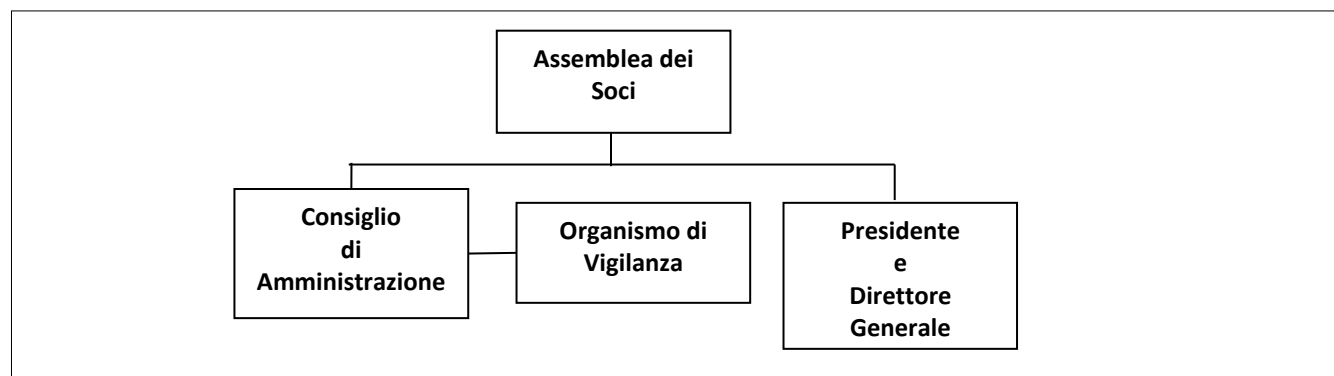 Assemblea dei
Soci
Consiglio
di
Amministrazione
Organismo di
Vigilanza
Presidente
e
Direttore
Generale